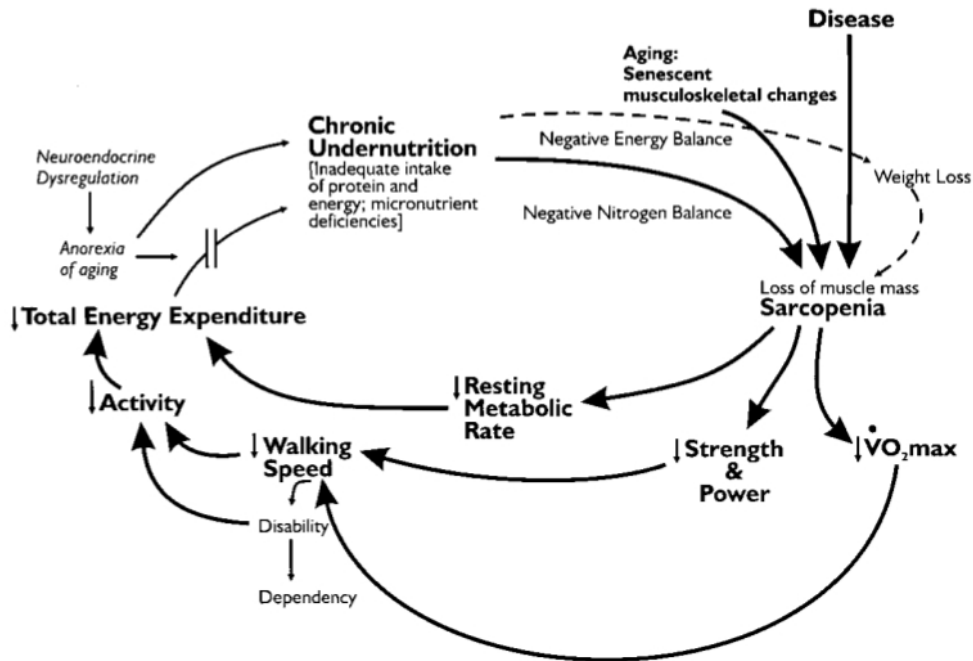 Disease
Aging:
Senescent
musculoskeletal changes
Chronic
Undernutrition
[Inadequate intake
of protein and
energy; micronutrient
deficiencies]
Negative Energy Balance
Neuroendocrine
Dysregulation
Weight Loss
Negative Nitrogen Balance
Anorexia
of aging
Loss of muscle mass
Sarcopenia
↓Total Energy Expenditure
↓Activity
↓Resting
Metabolic
Rate
↓Walking
Speed
↓Strength
&
Power
↓V̇O₂max
Disability
Dependency